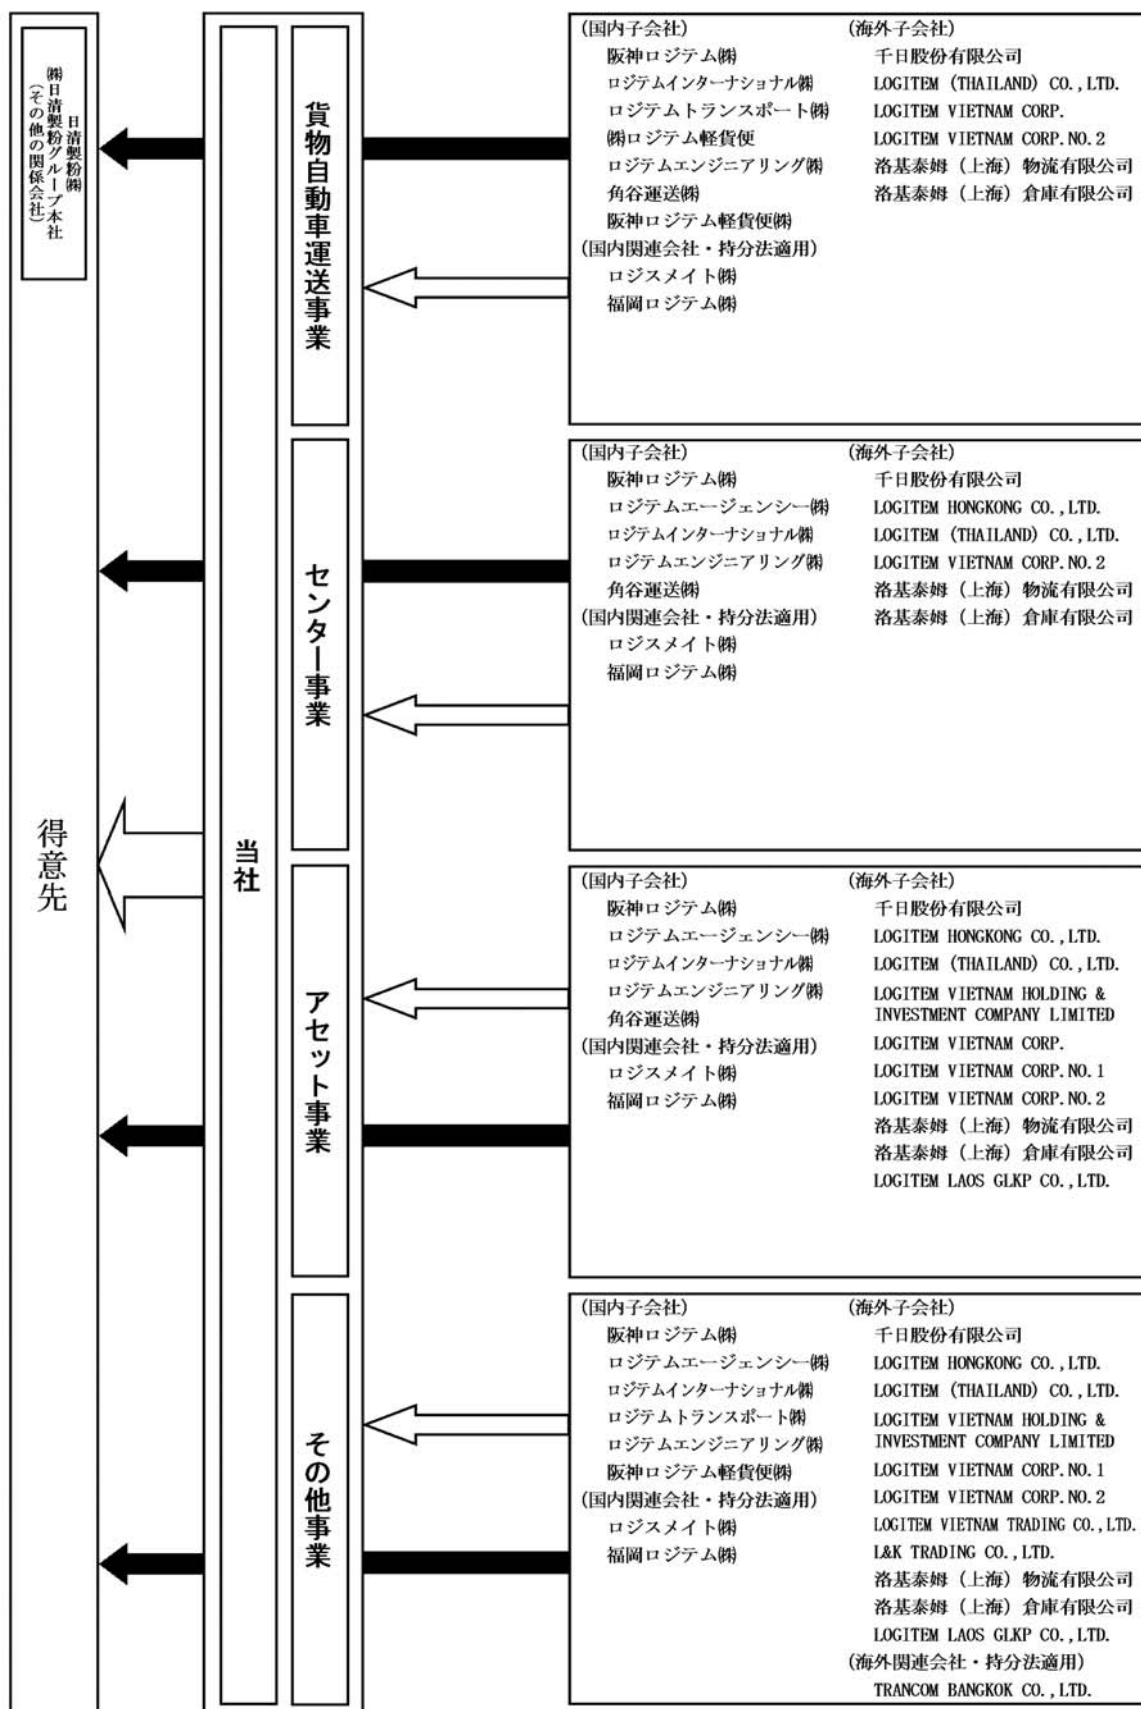 日清製粉㈱
㈱日清製粉グループ本社
(その他の関係会社)
得意先
当社
貨物自動車運送事業
(国内子会社)
阪神ロジテム㈱
ロジテムインターナショナル㈱
ロジテムトランスポート㈱
㈱ロジテム軽貨便
ロジテムエンジニアリング㈱
角谷運送㈱
阪神ロジテム軽貨便㈱
(国内関連会社・持分法適用)
ロジスメイト㈱
福岡ロジテム㈱
(海外子会社)
千日股份有限公司
LOGITEM (THAILAND) CO.,LTD.
LOGITEM VIETNAM CORP.
LOGITEM VIETNAM CORP.NO.2
洛基泰姆（上海）物流有限公司
洛基泰姆（上海）倉庫有限公司
センター事業
(国内子会社)
阪神ロジテム㈱
ロジテムエージェンシー㈱
ロジテムインターナショナル㈱
ロジテムエンジニアリング㈱
角谷運送㈱
(国内関連会社・持分法適用)
ロジスメイト㈱
福岡ロジテム㈱
(海外子会社)
千日股份有限公司
LOGITEM HONGKONG CO.,LTD.
LOGITEM (THAILAND) CO.,LTD.
LOGITEM VIETNAM CORP.NO.2
洛基泰姆（上海）物流有限公司
洛基泰姆（上海）倉庫有限公司
アセット事業
(国内子会社)
阪神ロジテム㈱
ロジテムエージェンシー㈱
ロジテムインターナショナル㈱
ロジテムエンジニアリング㈱
角谷運送㈱
(国内関連会社・持分法適用)
ロジスメイト㈱
福岡ロジテム㈱
(海外子会社)
千日股份有限公司
LOGITEM HONGKONG CO.,LTD.
LOGITEM (THAILAND) CO.,LTD.
LOGITEM VIETNAM HOLDING &
INVESTMENT COMPANY LIMITED
LOGITEM VIETNAM CORP.
LOGITEM VIETNAM CORP.NO.1
LOGITEM VIETNAM CORP.NO.2
洛基泰姆（上海）物流有限公司
洛基泰姆（上海）倉庫有限公司
LOGITEM LAOS GLKP CO.,LTD.
その他事業
(国内子会社)
阪神ロジテム㈱
ロジテムエージェンシー㈱
ロジテムインターナショナル㈱
ロジテムトランスポート㈱
ロジテムエンジニアリング㈱
阪神ロジテム軽貨便㈱
(国内関連会社・持分法適用)
ロジスメイト㈱
福岡ロジテム㈱
(海外子会社)
千日股份有限公司
LOGITEM HONGKONG CO.,LTD.
LOGITEM (THAILAND) CO.,LTD.
LOGITEM VIETNAM HOLDING &
INVESTMENT COMPANY LIMITED
LOGITEM VIETNAM CORP.NO.1
LOGITEM VIETNAM CORP.NO.2
LOGITEM VIETNAM TRADING CO.,LTD.
L&K TRADING CO.,LTD.
洛基泰姆（上海）物流有限公司
洛基泰姆（上海）倉庫有限公司
LOGITEM LAOS GLKP CO.,LTD.
(海外関連会社・持分法適用)
TRANCOM BANGKOK CO.,LTD.